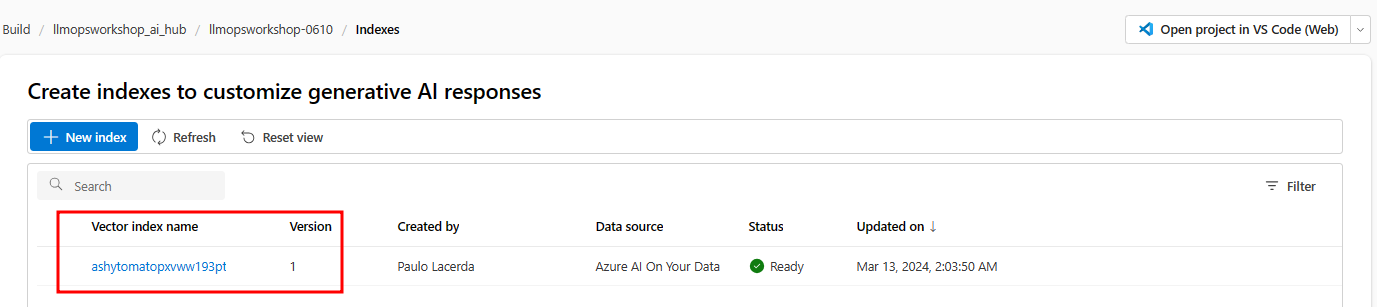 Build / llmopsworkshop_ai_hub / llmopsworkshop-0610 / Indexes
Open project in VS Code (Web)
Create indexes to customize generative AI responses
New index Refresh Reset view
Search Filter
Vector index name Version Created by Data source Status Updated on ↓
ashytomatopxvww193pt 1 Paulo Lacerda Azure AI On Your Data Ready Mar 13, 2024, 2:03:50 AM